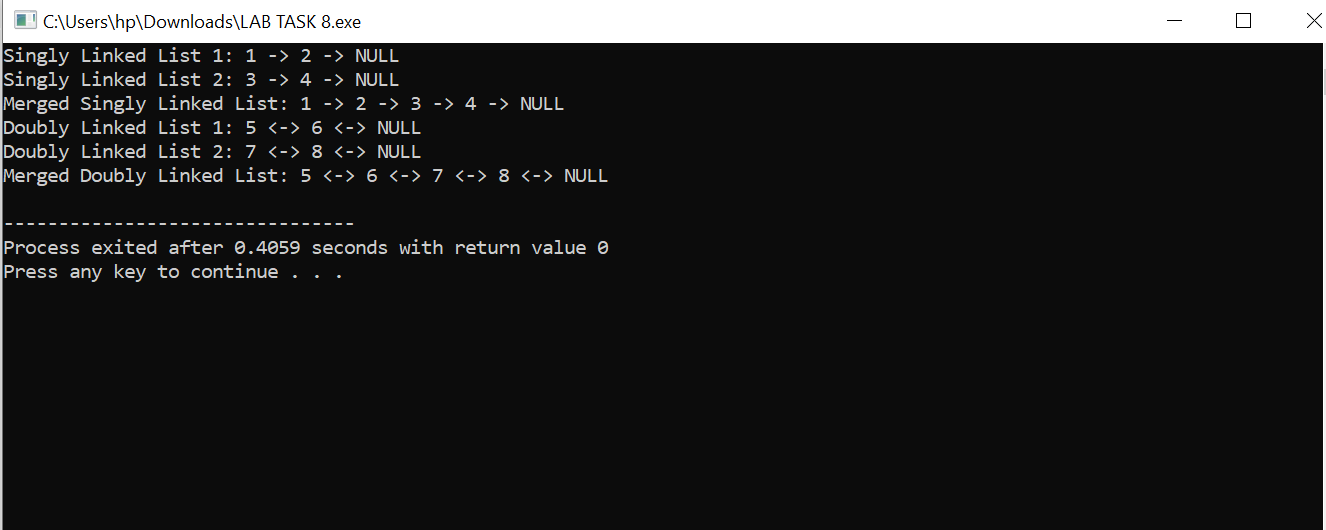 C:\Users\hp\Downloads\LAB TASK 8.exe
Singly Linked List 1: 1 -> 2 -> NULL
Singly Linked List 2: 3 -> 4 -> NULL
Merged Singly Linked List: 1 -> 2 -> 3 -> 4 -> NULL
Doubly Linked List 1: 5 <-> 6 <-> NULL
Doubly Linked List 2: 7 <-> 8 <-> NULL
Merged Doubly Linked List: 5 <-> 6 <-> 7 <-> 8 <-> NULL
--------------------------------
Process exited after 0.4059 seconds with return value 0
Press any key to continue . . .